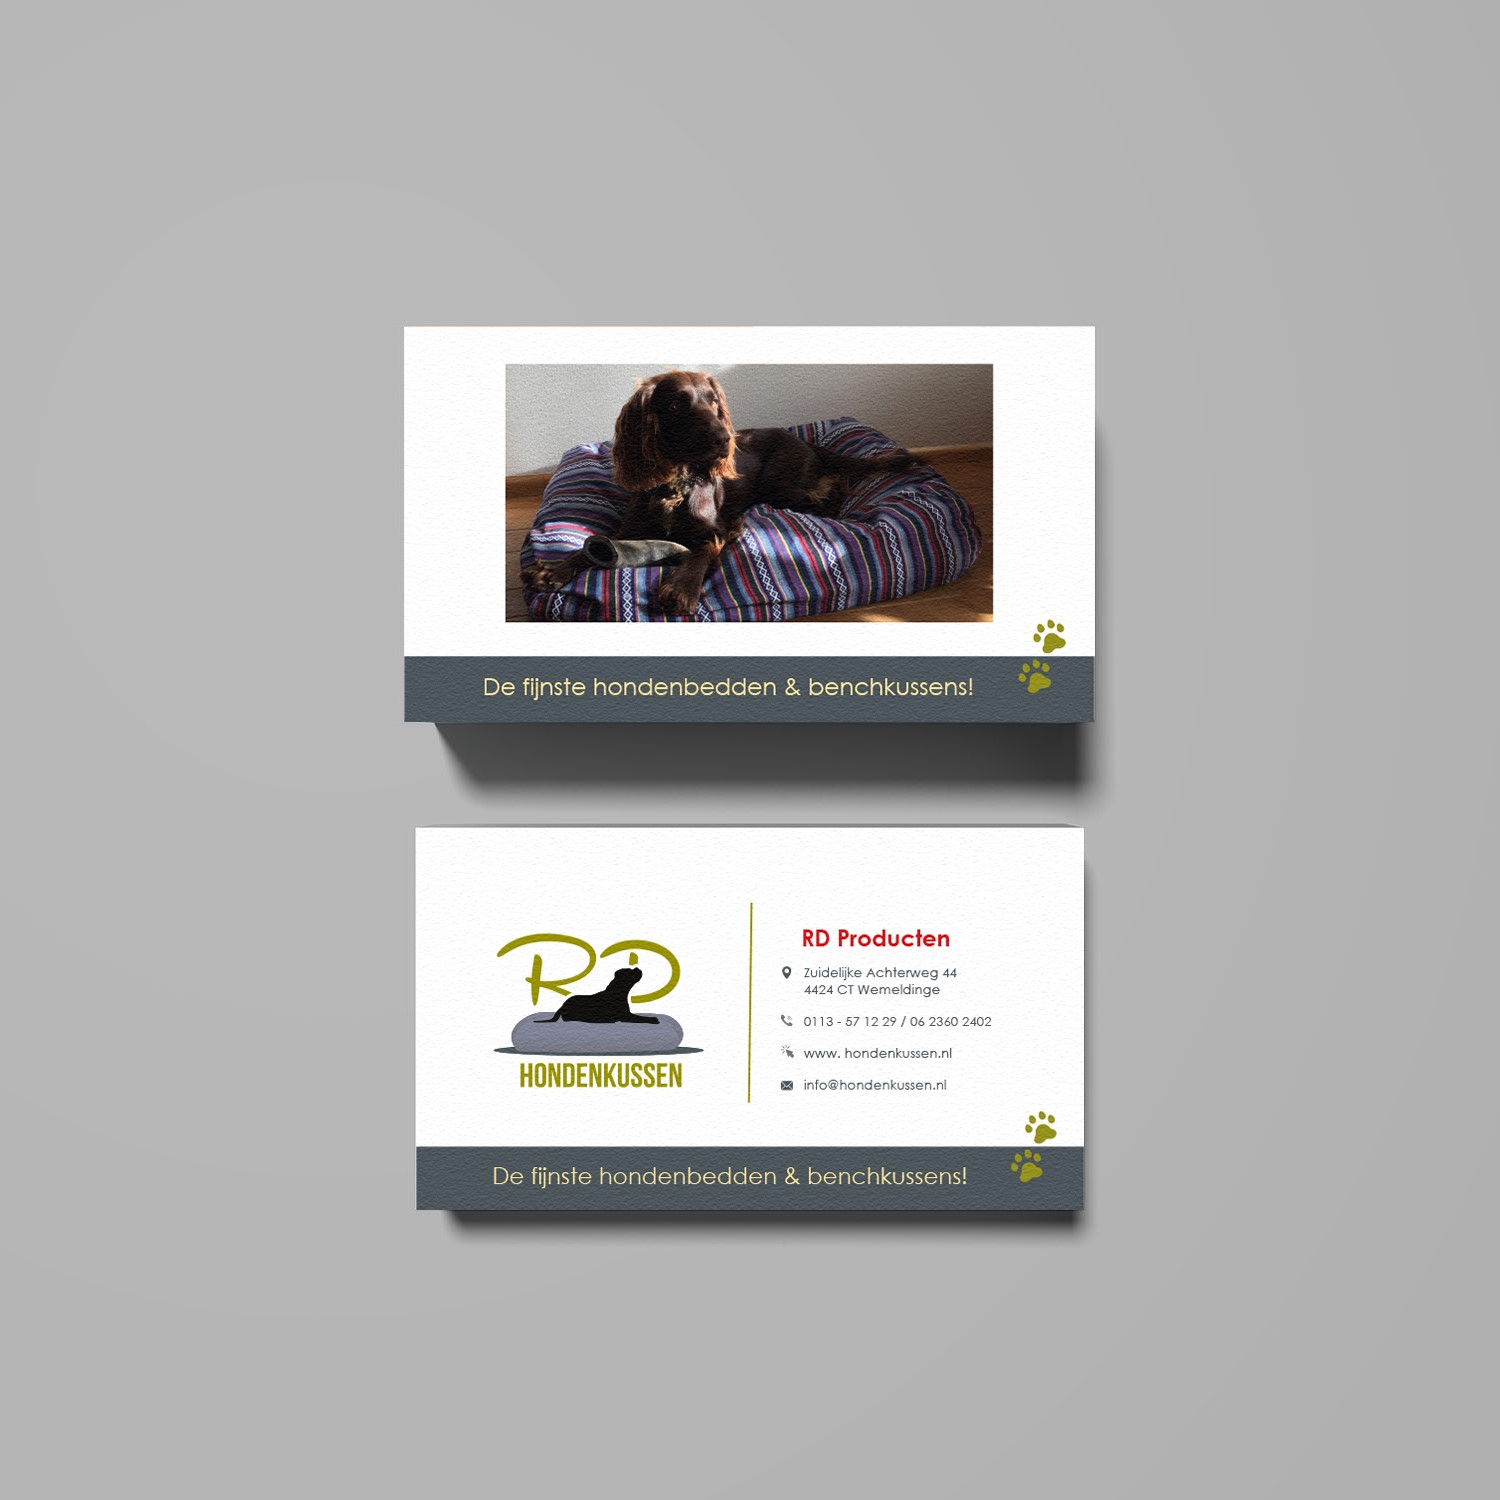 De fijnste hondenbedden & benchkussens!
RD
HONDENKUSSEN
RD Producten
Zuidelijke Achterweg 44
4424 CT Wemeldinge
0113 - 57 12 29 / 06 2360 2402
www. hondenkussen.nl
info@hondenkussen.nl
De fijnste hondenbedden & benchkussens!